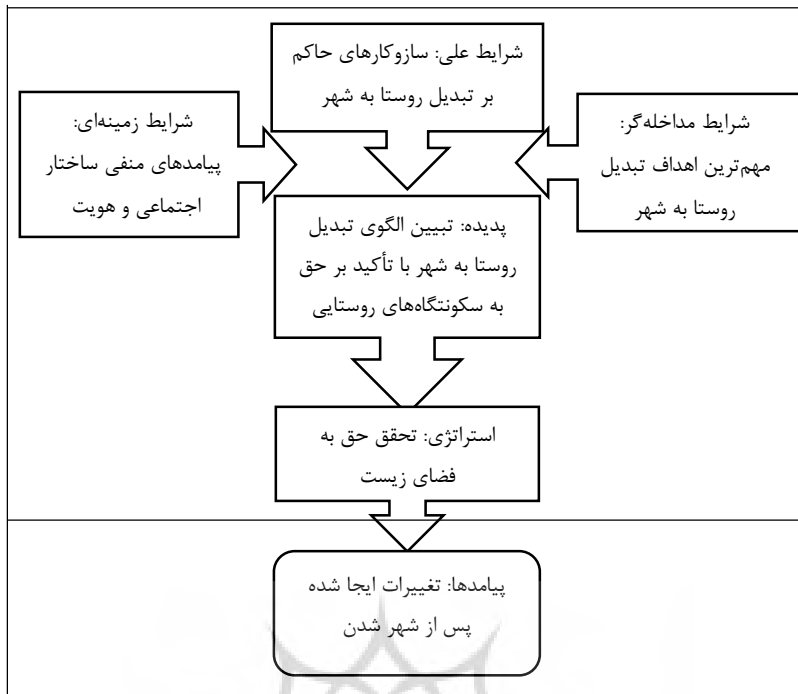 شرایط علی: سازوکارهای حاکم
بر تبدیل روستا به شهر
شرایط مداخله‌گر:
مهم‌ترین اهداف تبدیل
روستا به شهر
شرایط زمینه‌ای:
پیامدهای منفی ساختار
اجتماعی و هویت
پدیده: تبیین الگوی تبدیل
روستا به شهر با تأکید بر حق
به سکونتگاه‌های روستایی
استراتژی: تحقق حق به
فضای زیست
پیامدها: تغییرات ایجا شده
پس از شهر شدن